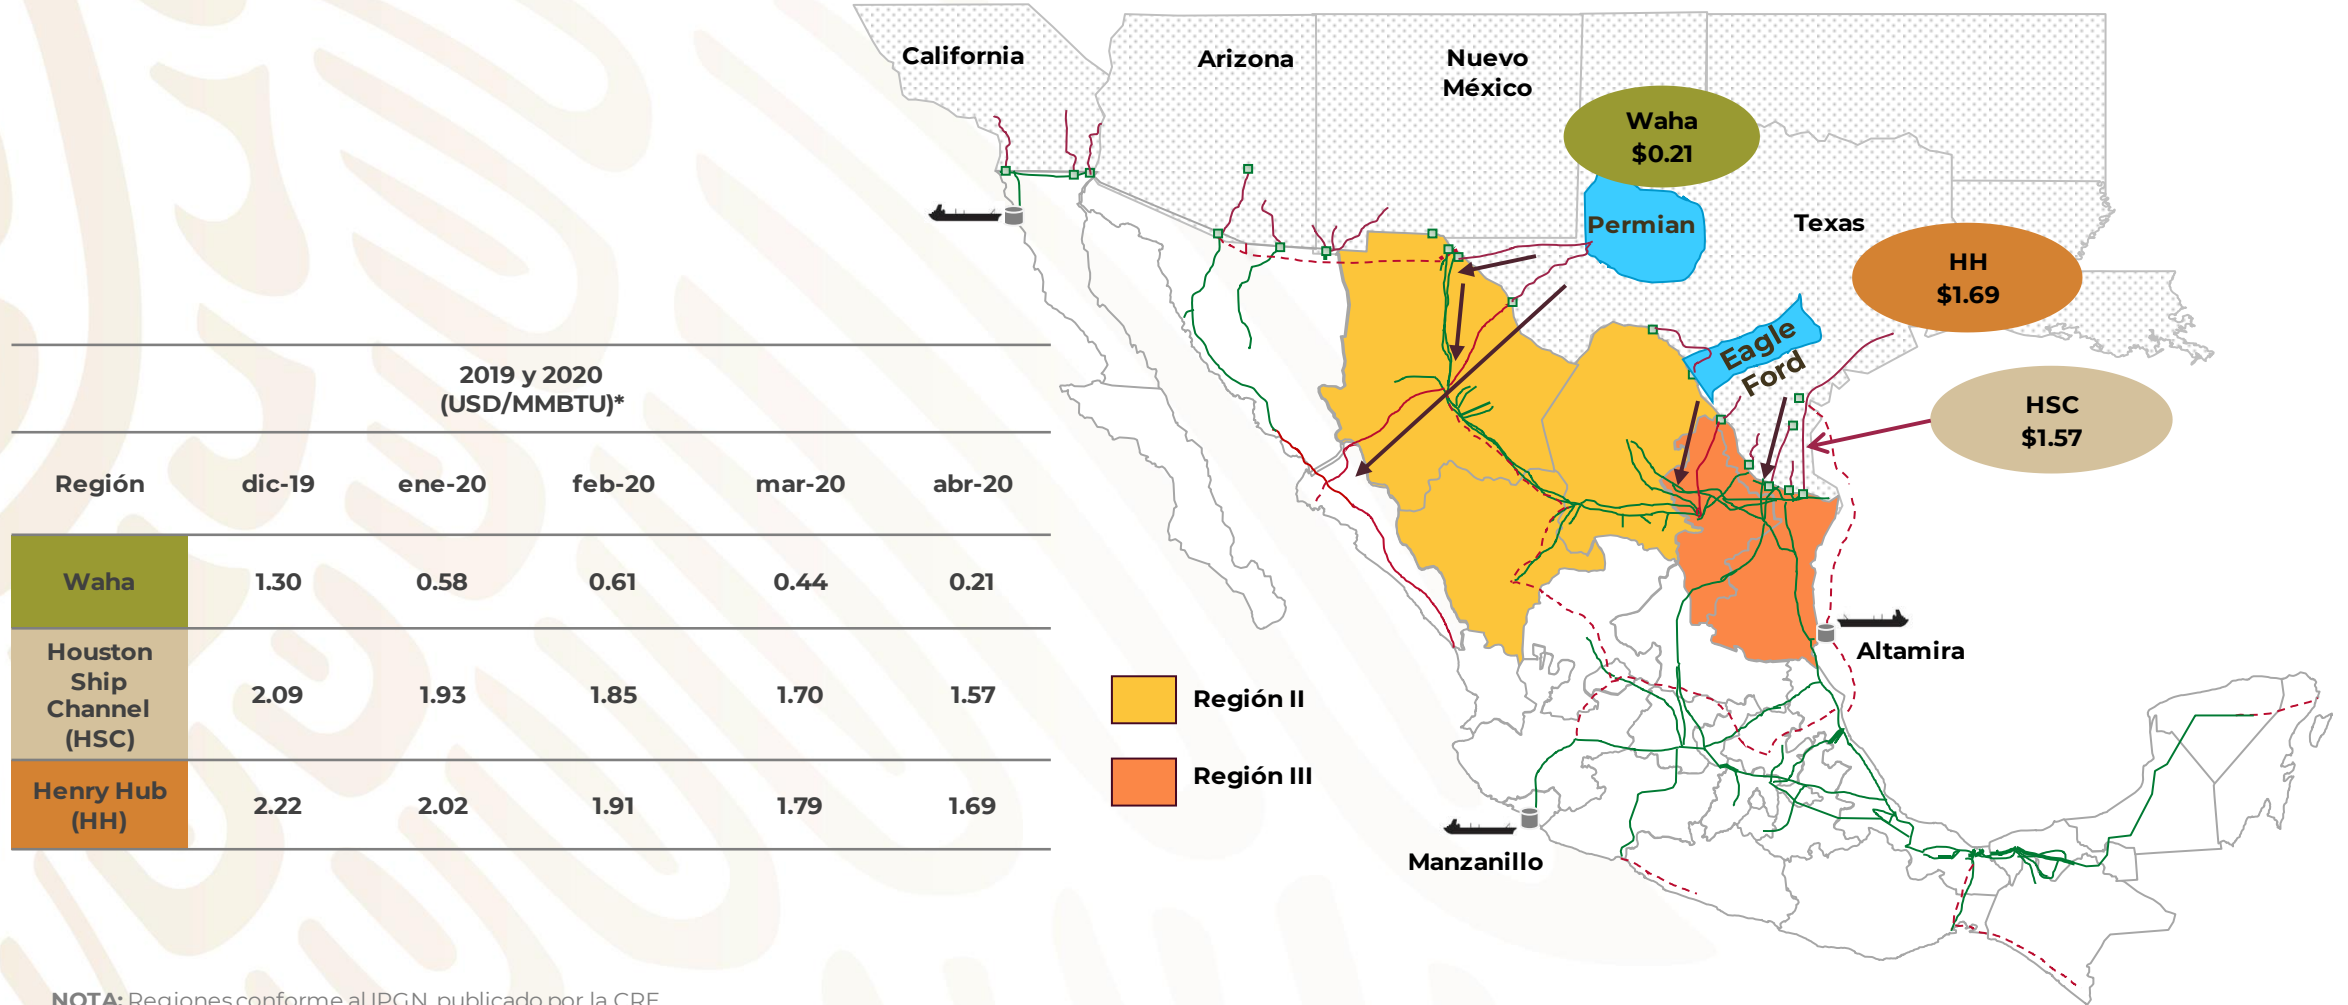 2019 y 2020
(USD/MMBTU)*
Región dic-19 ene-20 feb-20 mar-20 abr-20
Waha 1.30 0.58 0.61 0.44 0.21
Houston
Ship
Channel
(HSC) 2.09 1.93 1.85 1.70 1.57
Henry Hub
(HH) 2.22 2.02 1.91 1.79 1.69
NOTA: Regiones conforme al IPGN, publicado por la CRE
California
Arizona
Nuevo
México
Waha
$0.21
Permian
Texas
HH
$1.69
Eagle
Ford
HSC
$1.57
Altamira
Región II
Región III
Manzanillo